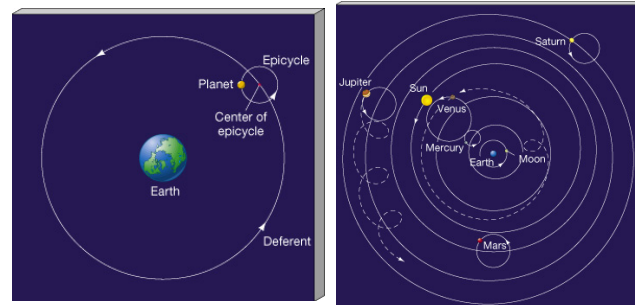 Epicycle
Planet
Center of
epicycle
Earth
Deferent
Saturn
Jupiter
Sun
Venus
Mercury
Earth
Moon
Mars